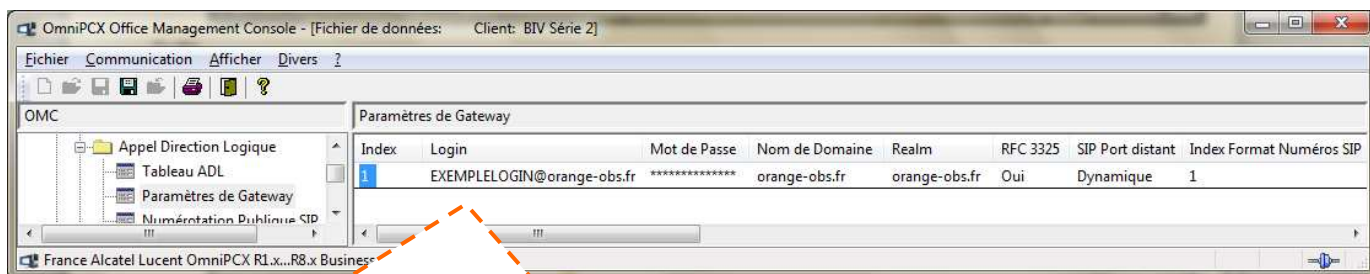 OmniPCX Office Management Console - [Fichier de données: Client: BIV Série 2]
Fichier Communication Afficher Divers ?
OMC
Paramètres de Gateway
Appel Direction Logique
Tableau ADL
Paramètres de Gateway
Numérotation Publique SIP
Index Login Mot de Passe Nom de Domaine Realm RFC 3325 SIP Port distant Index Format Numéros SIP
1 EXEMPLELOGIN@orange-obs.fr ************** orange-obs.fr orange-obs.fr Oui Dynamique 1
France Alcatel Lucent OmniPCX R1.x...R8.x Business